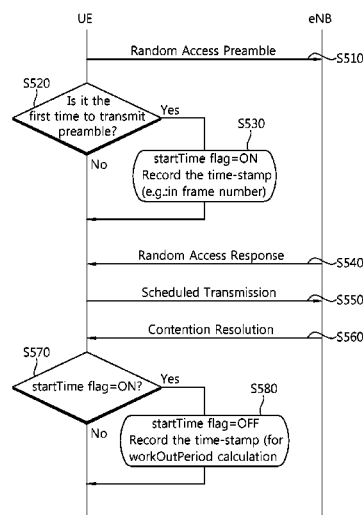 UE
eNB
Random Access Preamble
S510
S520
Is it the
first time to transmit
preamble?
Yes
S530
startTime flag=ON
Record the time-stamp
(e.g.:in frame number)
No
Random Access Response
S540
Scheduled Transmission
S550
Contention Resolution
S560
S570
startTime flag=ON?
Yes
S580
startTime flag=OFF
Record the time-stamp (for
workOutPeriod calculation
No